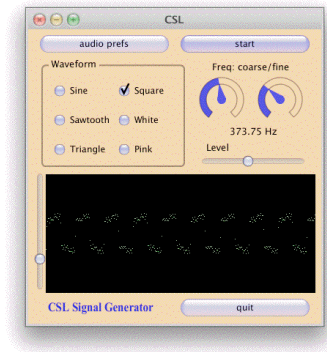 CSL
audio prefs
start
Waveform
Freq: coarse/fine
Sine
Square
Sawtooth
White
Triangle
Pink
373.75 Hz
Level
CSL Signal Generator
quit